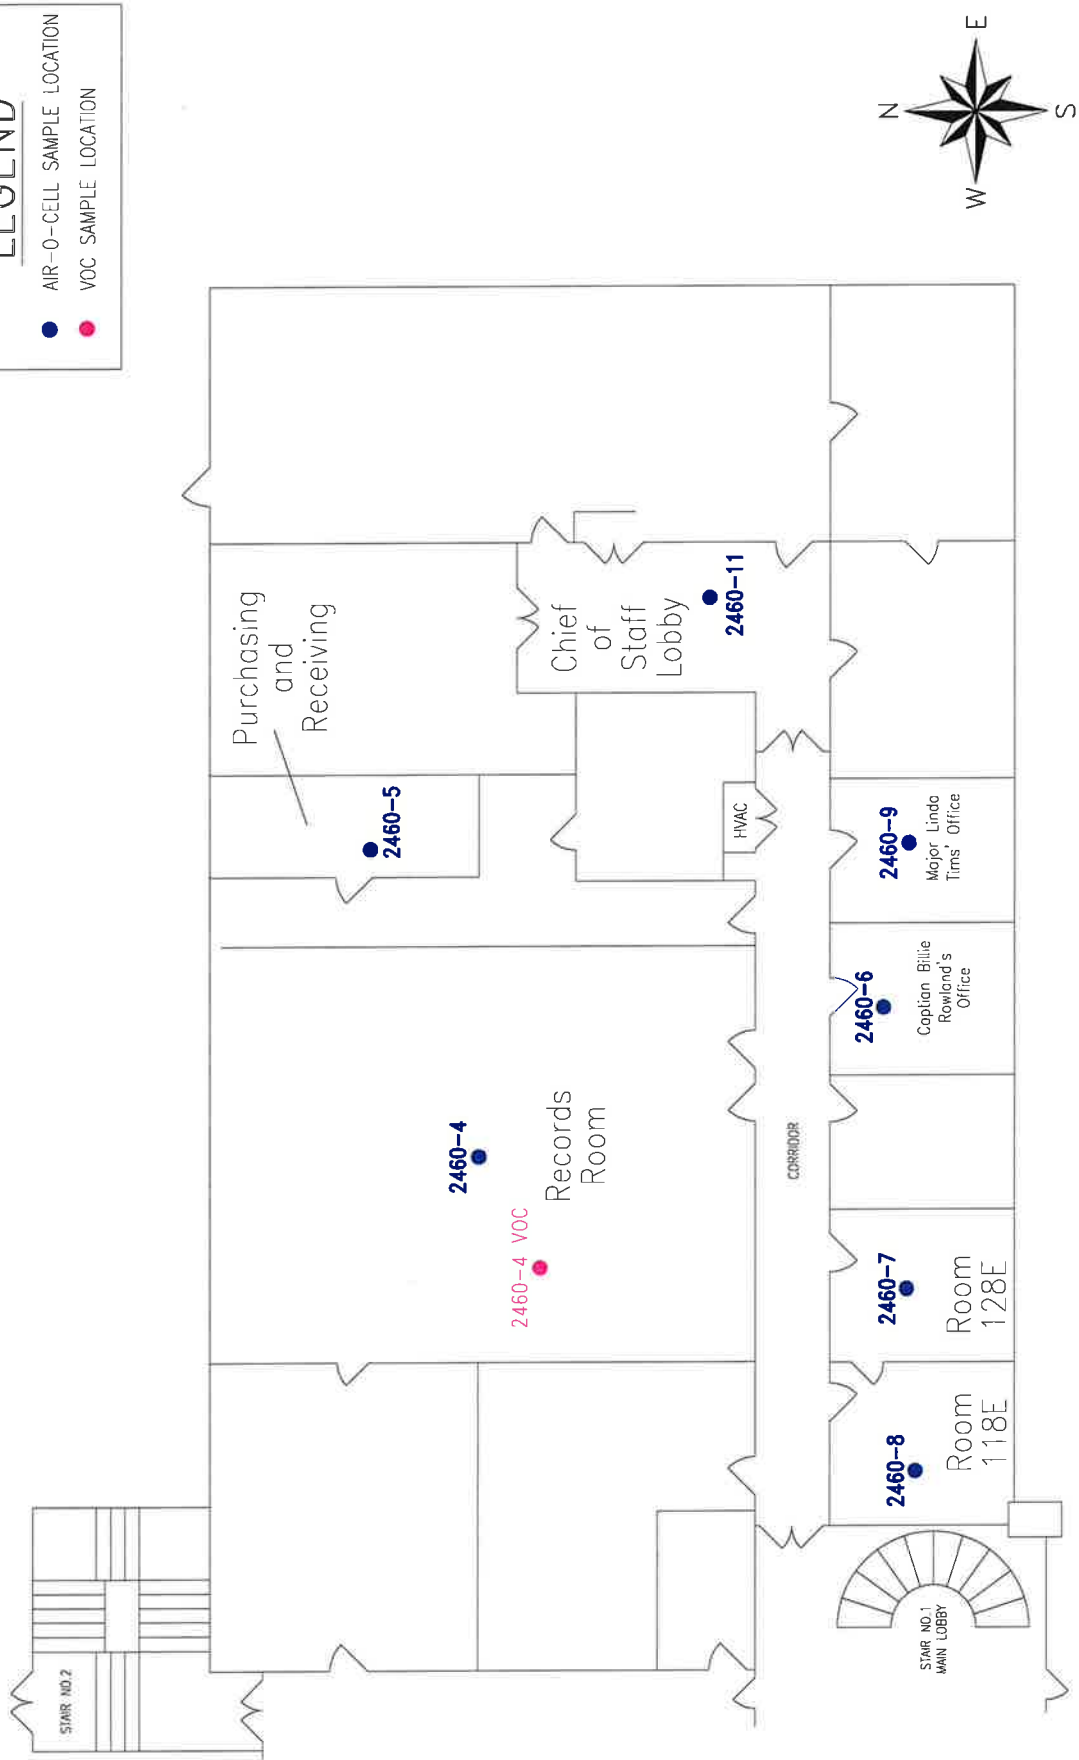 LEGEND
AIR-O-CELL SAMPLE LOCATION
VOC SAMPLE LOCATION
STAIR NO.2
Purchasing
and
Receiving
2460-5
2460-4
2460-4 VOC
Records
Room
Chief
of
Staff
Lobby
2460-11
HVAC
CORRIDOR
2460-8
Room
118E
2460-7
Room
128E
2460-6
Captian Billie
Rowland's
Office
2460-9
Major Linda
Tims' Office
STAIR NO.1
MAIN LOBBY
N
E
W
S